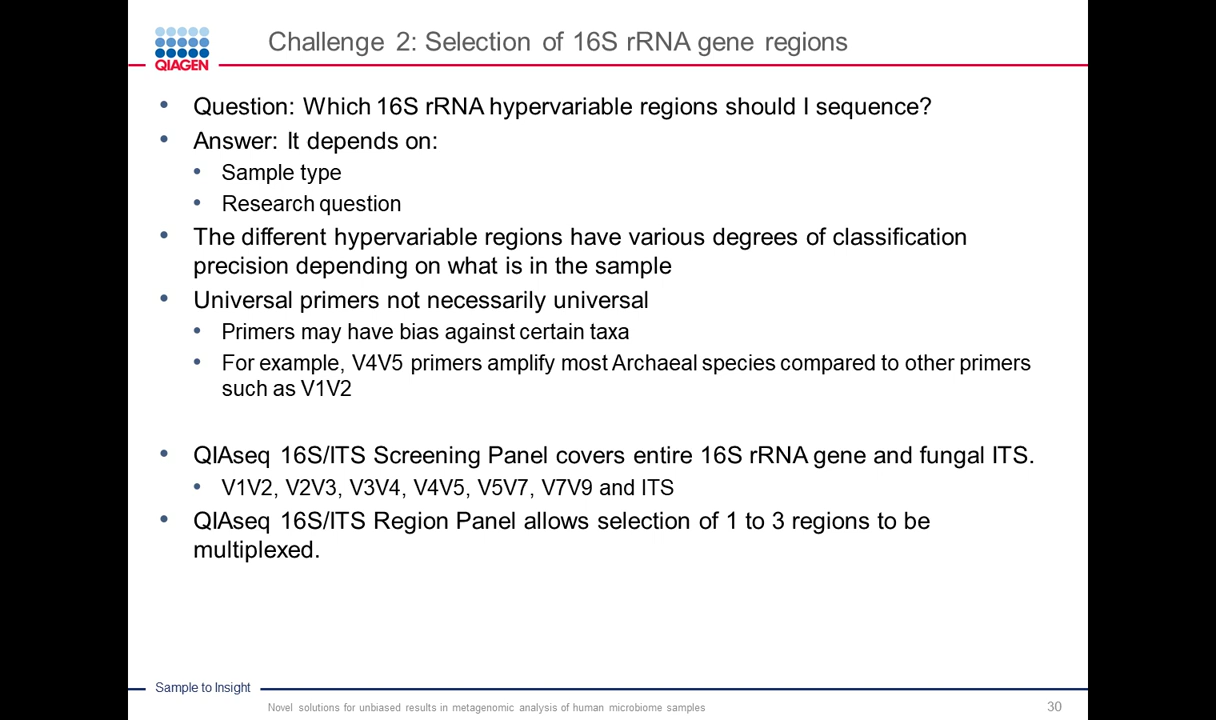 QIAGEN
Challenge 2: Selection of 16S rRNA gene regions
• Question: Which 16S rRNA hypervariable regions should I sequence?
• Answer: It depends on:
• Sample type
• Research question
• The different hypervariable regions have various degrees of classification
precision depending on what is in the sample
• Universal primers not necessarily universal
• Primers may have bias against certain taxa
• For example, V4V5 primers amplify most Archaeal species compared to other primers
such as V1V2
• QIAseq 16S/ITS Screening Panel covers entire 16S rRNA gene and fungal ITS.
• V1V2, V2V3, V3V4, V4V5, V5V7, V7V9 and ITS
• QIAseq 16S/ITS Region Panel allows selection of 1 to 3 regions to be
multiplexed.
Sample to Insight
Novel solutions for unbiased results in metagenomic analysis of human microbiome samples
30